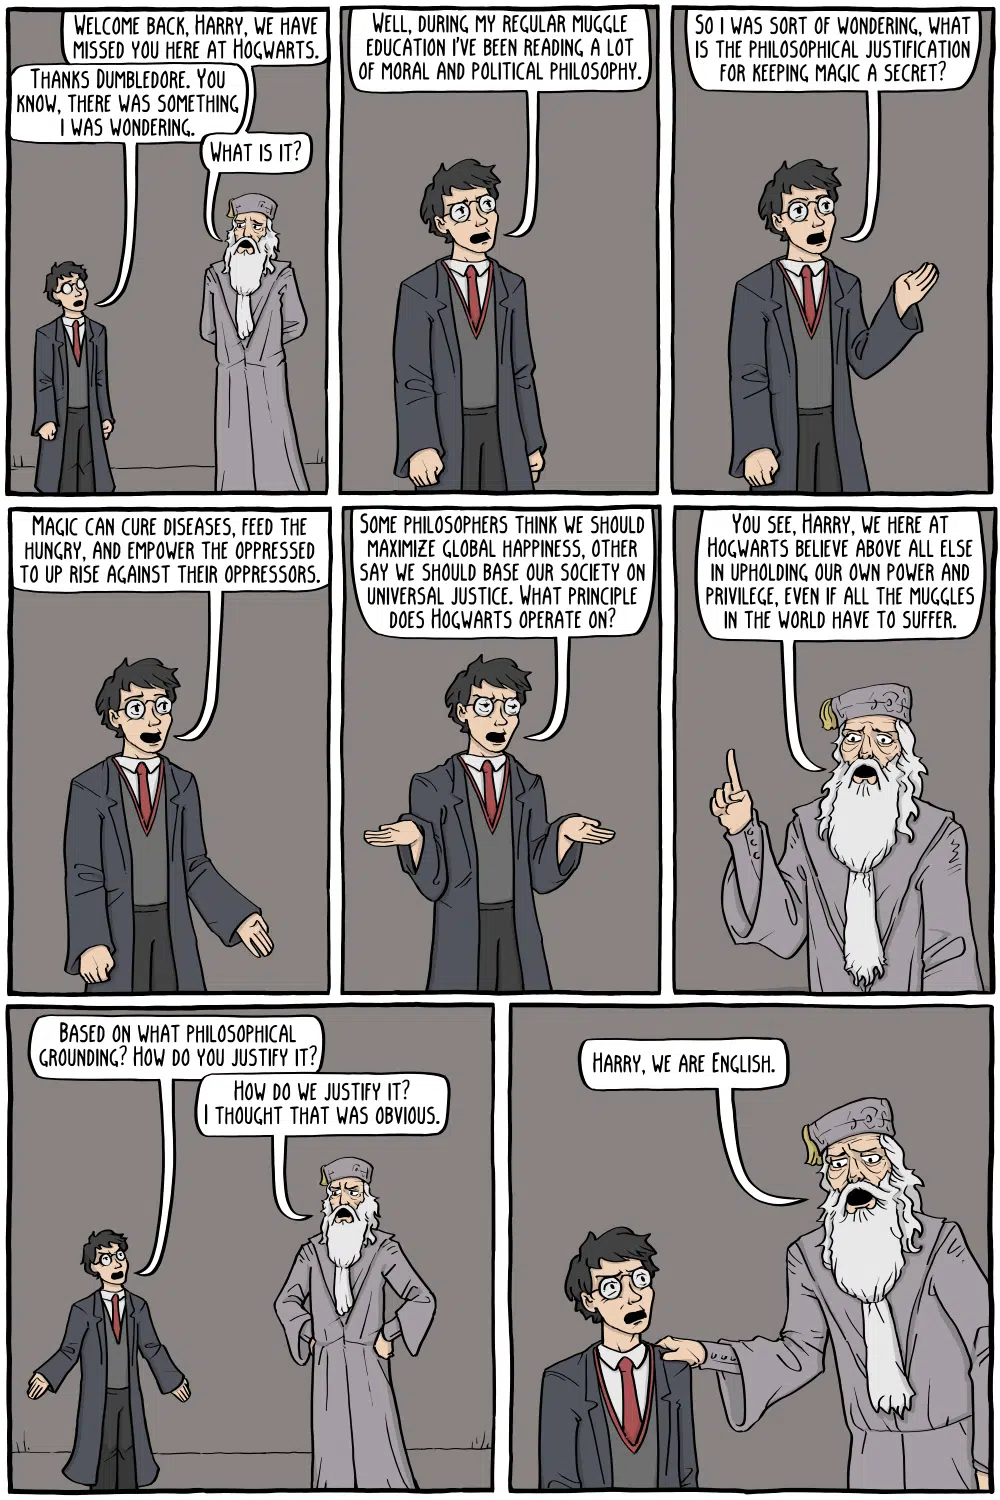 Welcome back, Harry, we have
missed you here at Hogwarts.
Thanks Dumbledore. You
know, there was something
I was wondering.
What is it?
Well, during my regular muggle
education I've been reading a lot
of moral and political philosophy.
So I was sort of wondering, what
is the philosophical justification
for keeping magic a secret?
Magic can cure diseases, feed the
hungry, and empower the oppressed
to up rise against their oppressors.
Some philosophers think we should
maximize global happiness, other
say we should base our society on
universal justice. What principle
does Hogwarts operate on?
You see, Harry, we here at
Hogwarts believe above all else
in upholding our own power and
privilege, even if all the muggles
in the world have to suffer.
Based on what philosophical
grounding? How do you justify it?
How do we justify it?
I thought that was obvious.
Harry, we are English.